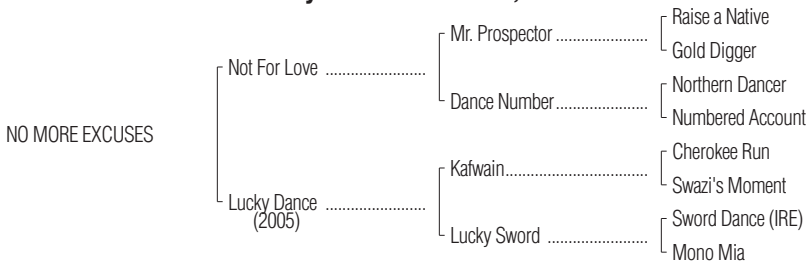 Raise a Native
Mr. Prospector .....................
Gold Digger
Not For Love ........................
Northern Dancer
Dance Number.....................
Numbered Account
NO MORE EXCUSES
Cherokee Run
Kafwain................................
Swazi's Moment
Lucky Dance ........................
(2005)
Sword Dance (IRE)
Lucky Sword .......................
Mono Mia